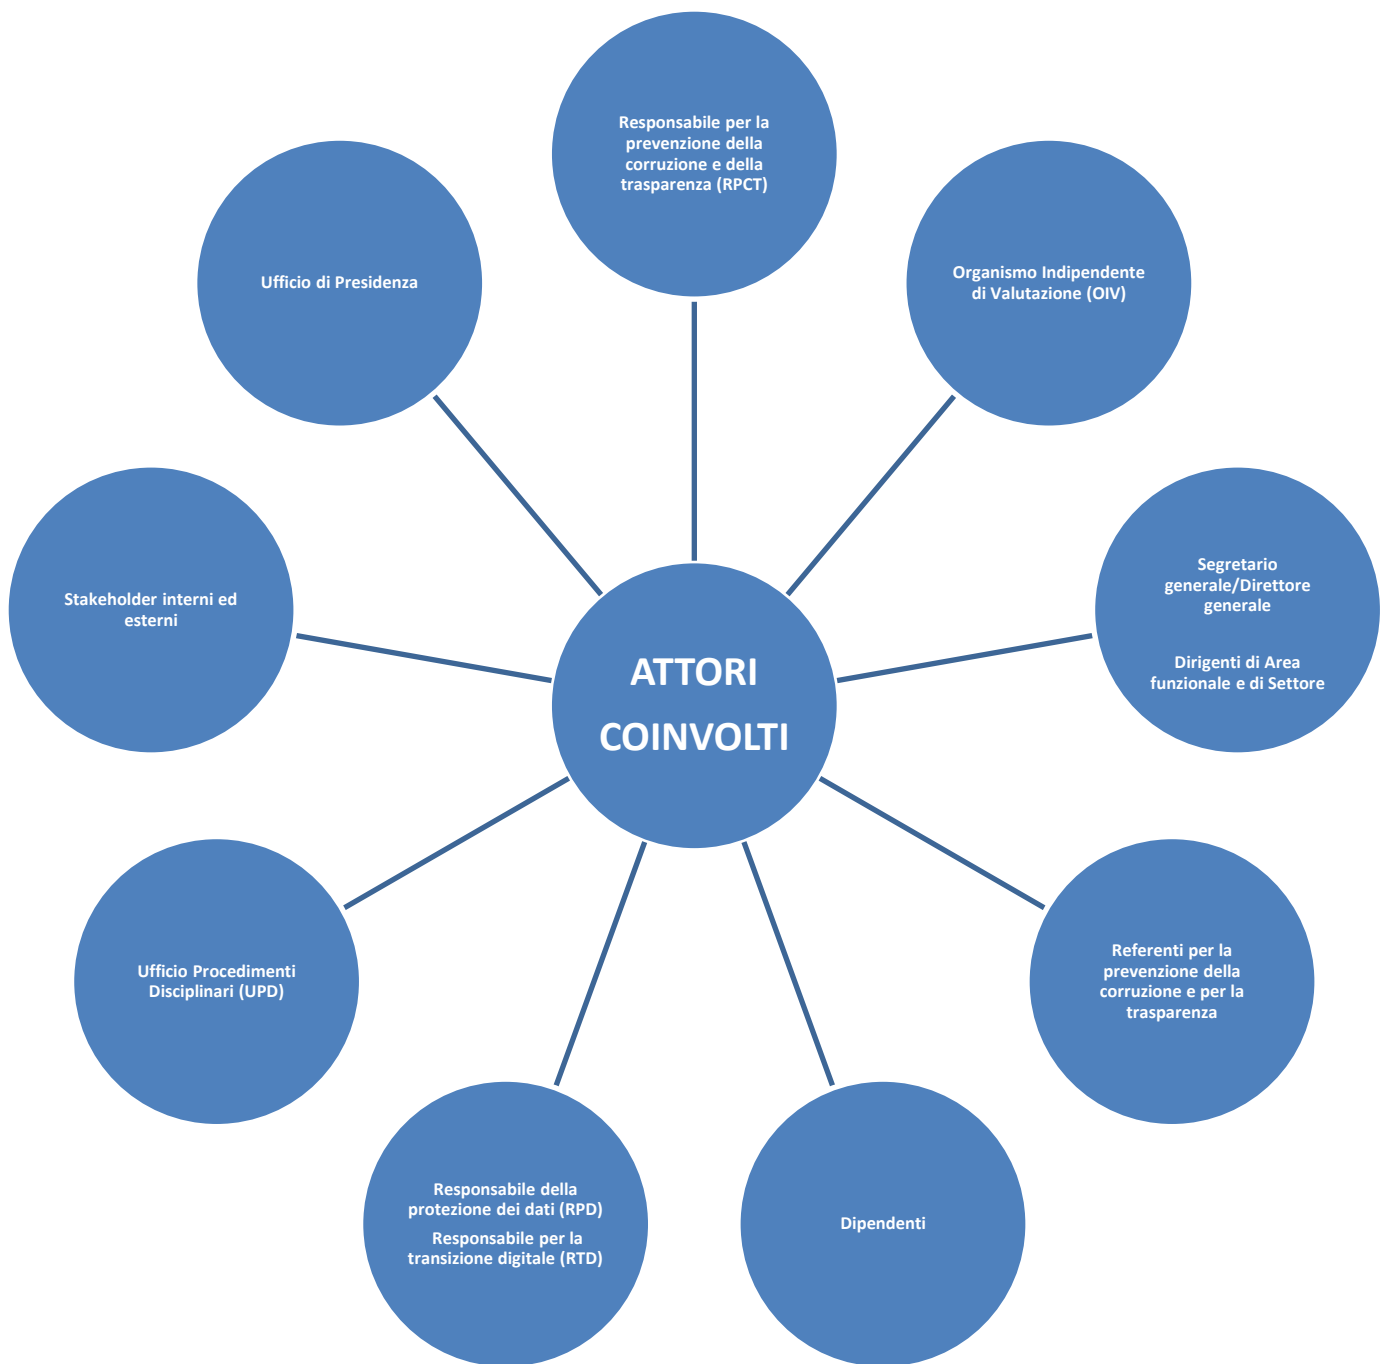 Responsabile per la
prevenzione della
corruzione e della
trasparenza (RPCT)
Organismo Indipendente
di Valutazione (OIV)
Segretario
generale/Direttore
generale
Dirigenti di Area
funzionale e di Settore
Referenti per la
prevenzione della
corruzione e per la
trasparenza
Dipendenti
Responsabile della
protezione dei dati (RPD)
Responsabile per la
transizione digitale (RTD)
Ufficio Procedimenti
Disciplinari (UPD)
Stakeholder interni ed
esterni
Ufficio di Presidenza
ATTORI
COINVOLTI